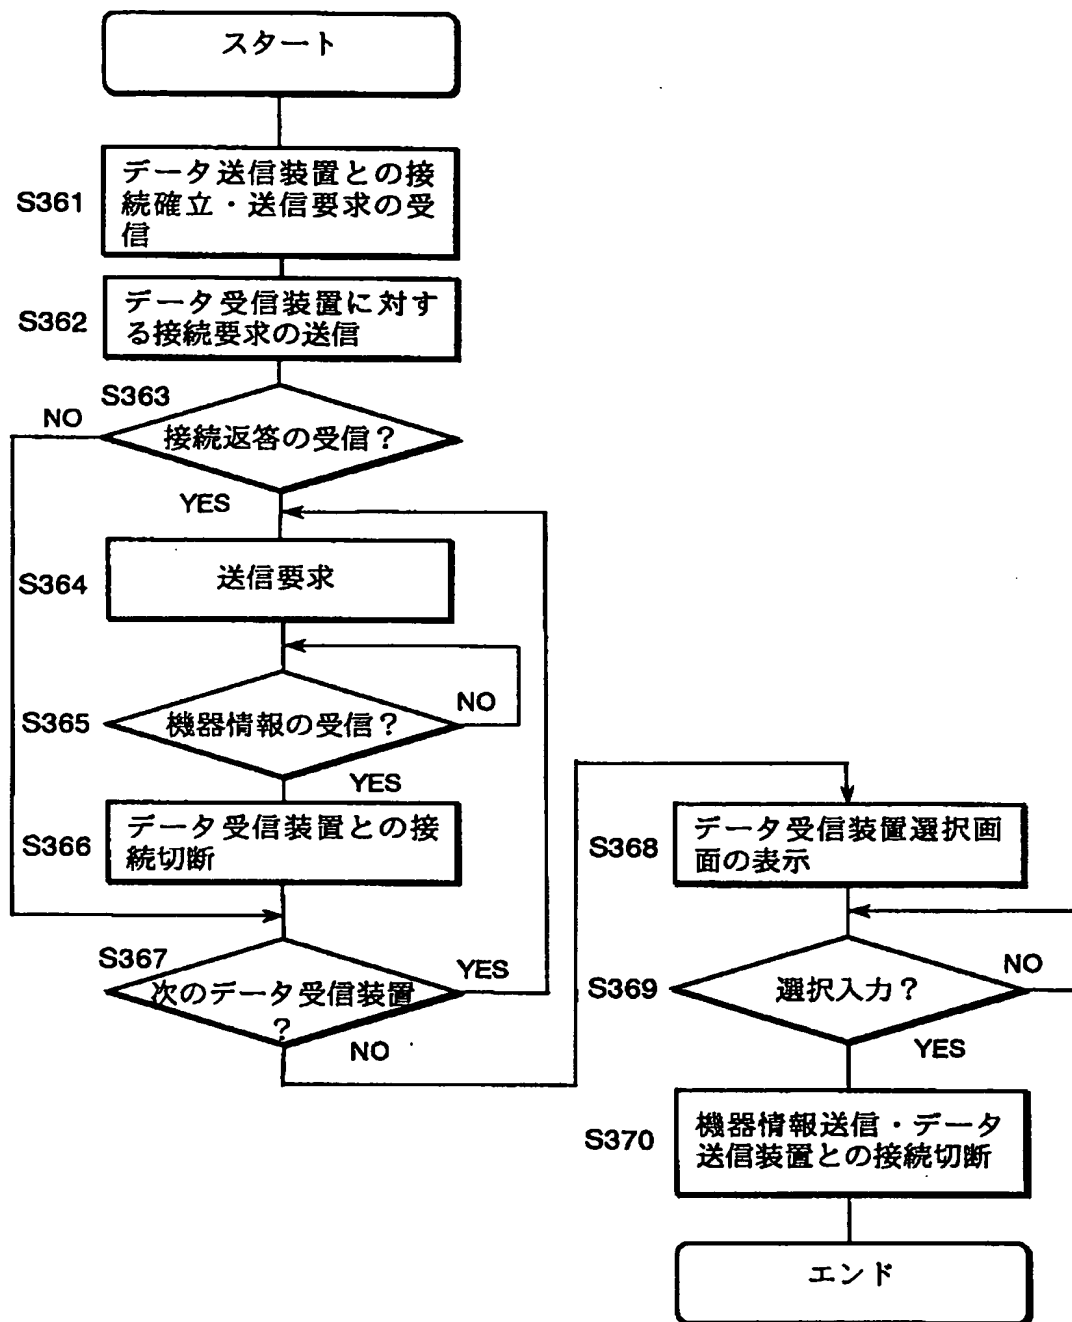 スタート
S361
データ送信装置との接
続確立・送信要求の受
信
S362
データ受信装置に対す
る接続要求の送信
S363
NO
接続返答の受信？
YES
S364
送信要求
S365
機器情報の受信？
NO
YES
S366
データ受信装置との接
続切断
S367
次のデータ受信装置
？
YES
NO
S368
データ受信装置選択画
面の表示
S369
選択入力？
NO
YES
S370
機器情報送信・データ
送信装置との接続切断
エンド